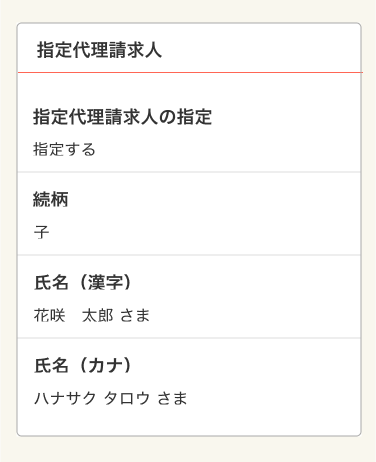 指定代理請求人
指定代理請求人の指定
指定する
続柄
子
氏名（漢字）
花咲　太郎 さま
氏名（カナ）
ハナサク タロウ さま